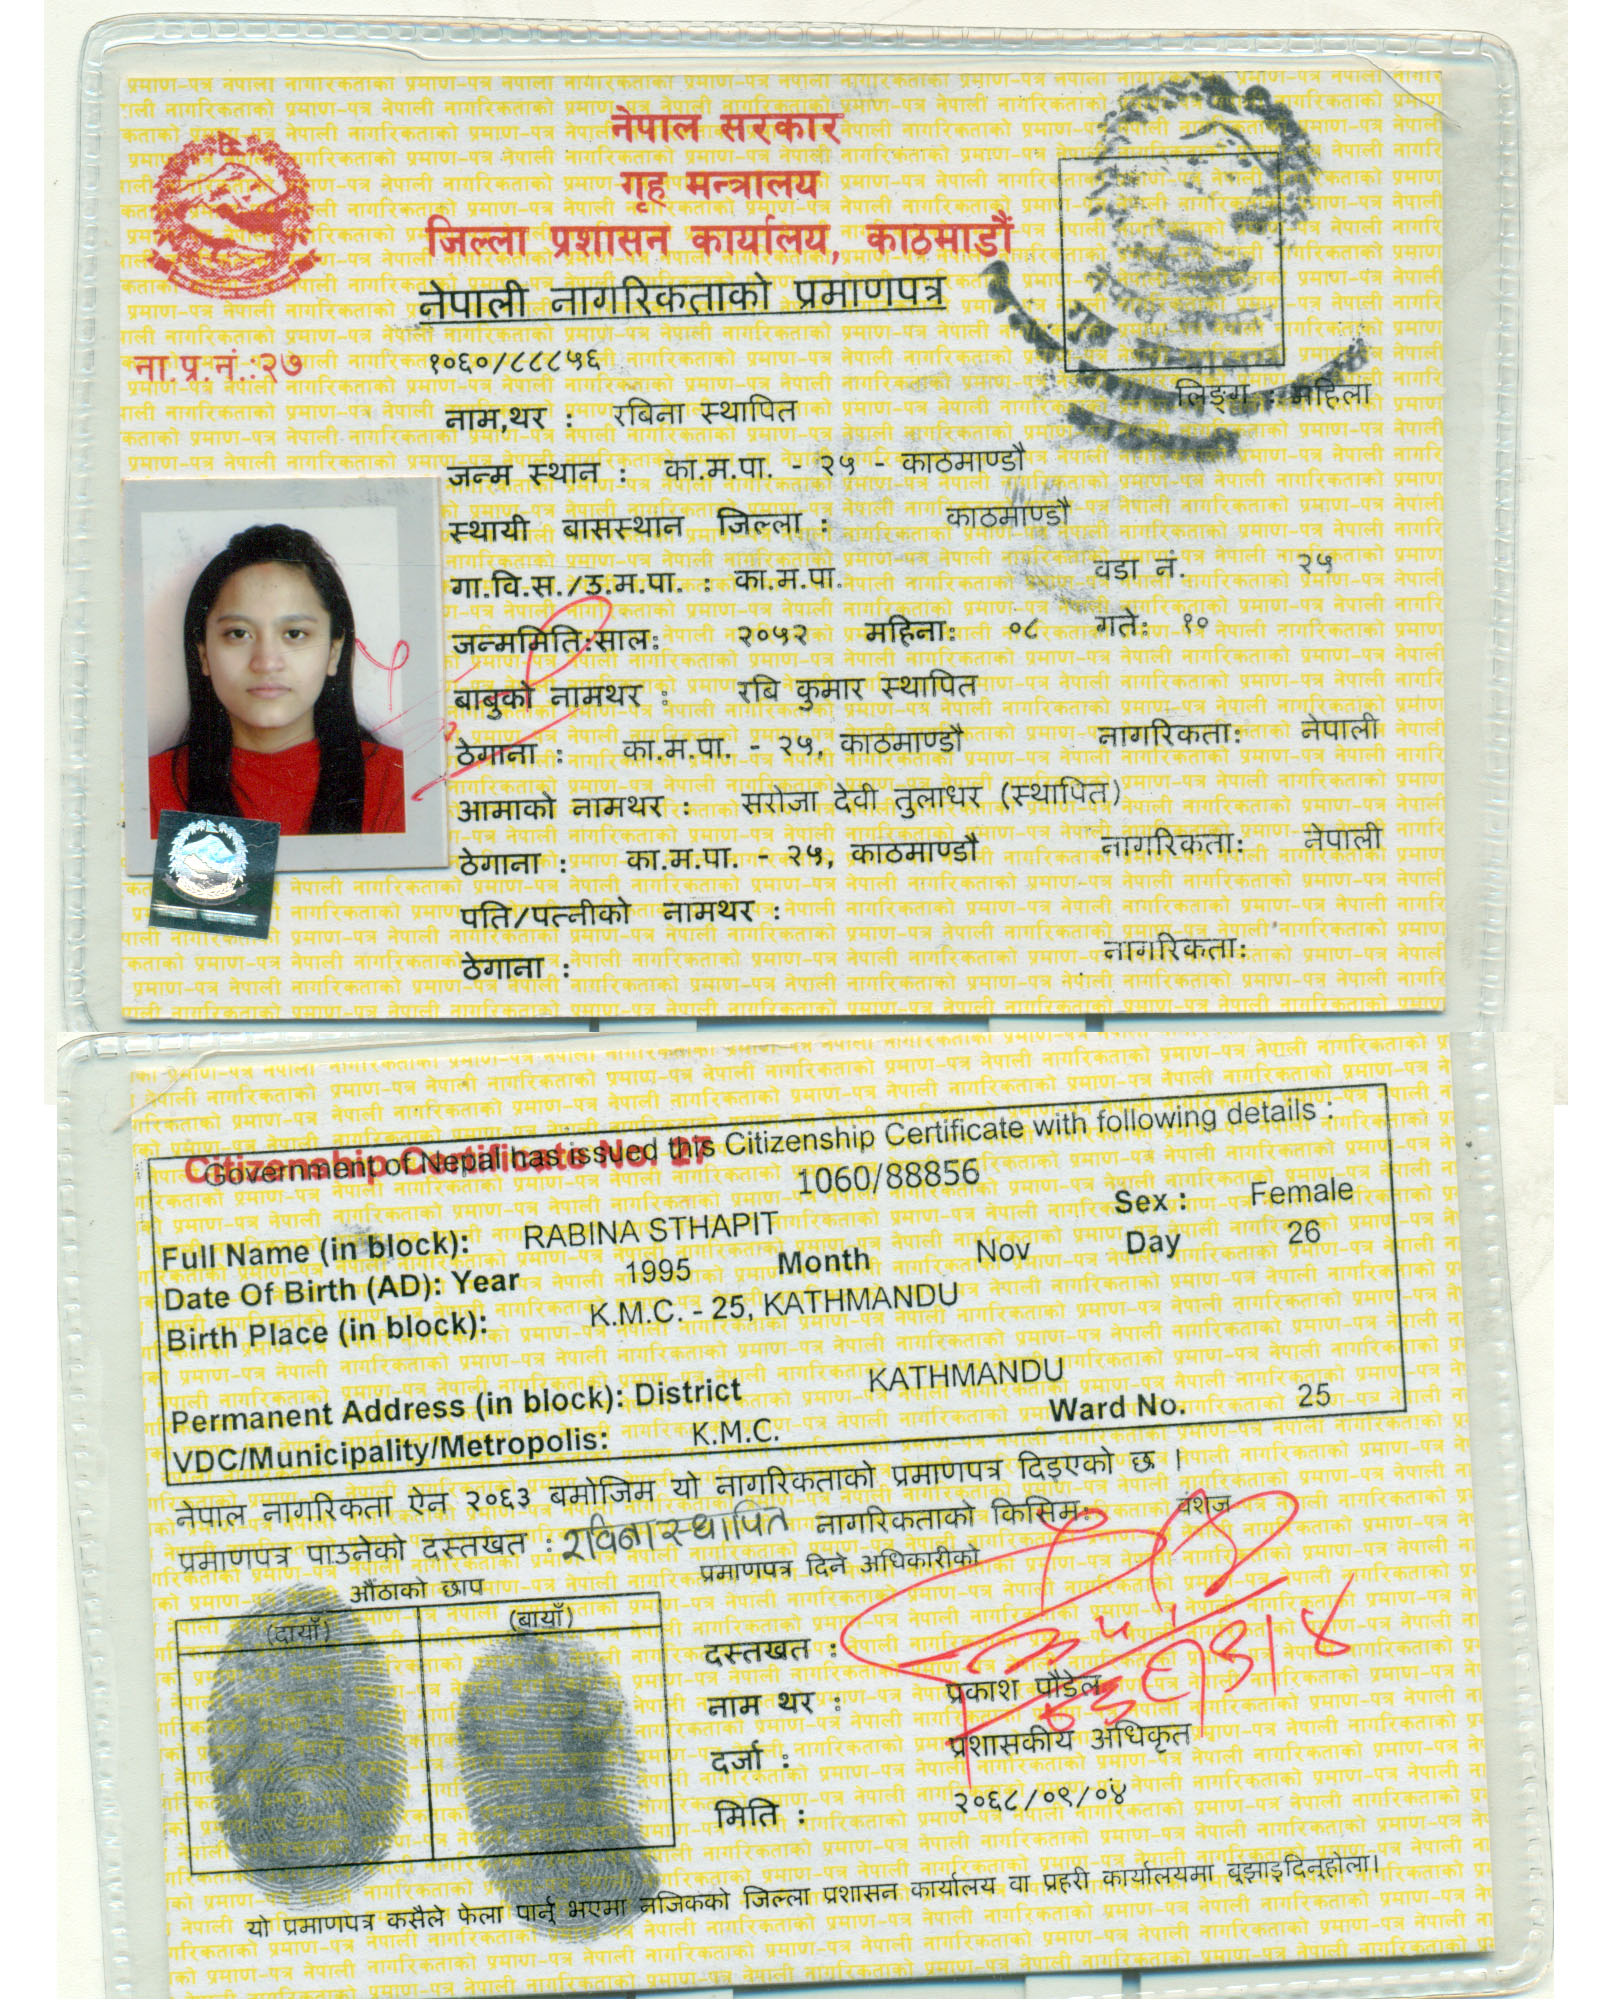 नेपाल सरकार
गृह मन्त्रालय
जिल्ला प्रशासन कार्यालय, काठमाडौं
नेपाली नागरिकताको प्रमाणपत्र
ना.प्र.नं.:२७ १०६०/८८८५६
लिङ्ग : महिला
नाम,थर : रबिना स्थापित
जन्म स्थान : का.म.पा. - २५ - काठमाण्डौ
स्थायी बासस्थान जिल्ला : काठमाण्डौ
गा.वि.स./उ.म.पा. : का.म.पा. वडा नं. २५
जन्ममिति:साल: २०५२ महिना: ०८ गते: १०
बाबुको नामथर : रबि कुमार स्थापित
ठेगाना : का.म.पा. - २५, काठमाण्डौ नागरिकता: नेपाली
आमाको नामथर : सरोजा देवी तुलाधर (स्थापित)
ठेगाना : का.म.पा. - २५, काठमाण्डौ नागरिकता: नेपाली
पति/पत्नीको नामथर :
ठेगाना : नागरिकता:
Government of Nepal has issued this Citizenship Certificate with following details :
Citizenship Certificate No. 27 1060/88856
Sex : Female
Full Name (in block): RABINA STHAPIT
Date Of Birth (AD): Year 1995 Month Nov Day 26
Birth Place (in block): K.M.C. - 25, KATHMANDU
Permanent Address (in block): District KATHMANDU
VDC/Municipality/Metropolis: K.M.C. Ward No. 25
नेपाल नागरिकता ऐन २०६३ बमोजिम यो नागरिकताको प्रमाणपत्र दिइएको छ ।
प्रमाणपत्र पाउनेको दस्तखत : रविना स्थापित नागरिकताको किसिम: वंशज
औंठाको छाप प्रमाणपत्र दिने अधिकारीको
(दायाँ) (बायाँ)
दस्तखत :
नाम थर : प्रकाश पौडेल
दर्जा : प्रशासकीय अधिकृत
मिति : २०६८/०९/०४
यो प्रमाणपत्र कसैले फेला पार्नु भएमा नजिकको जिल्ला प्रशासन कार्यालय वा प्रहरी कार्यालयमा बूझाइदिनुहोला।